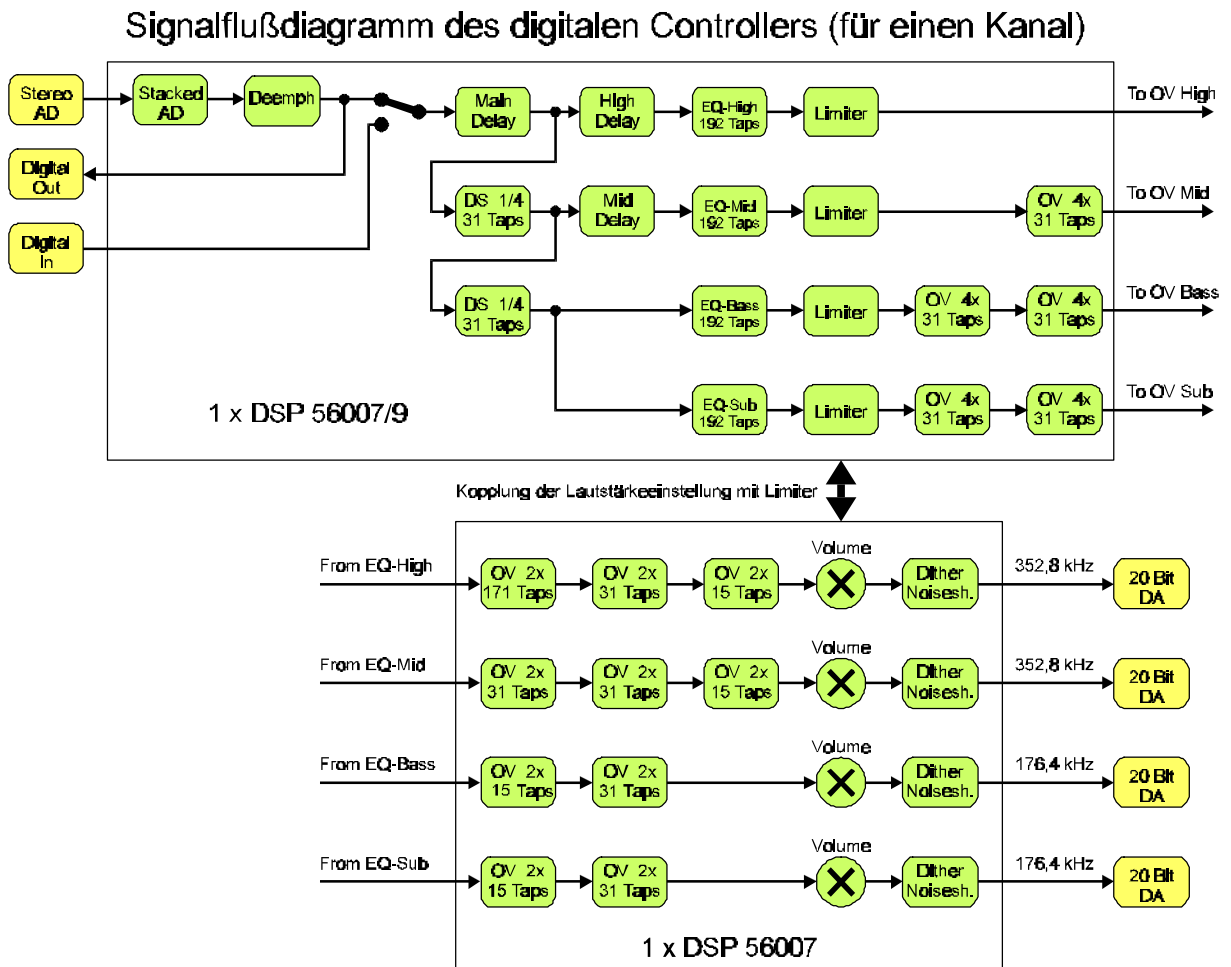 Signalflußdiagramm des digitalen Controllers (für einen Kanal)
Stereo
AD
Stacked
AD
Deemph
Main
Delay
High
Delay
EQ-High
192 Taps
Limiter
To OV High
Digital
Out
DS 1/4
31 Taps
Mid
Delay
EQ-Mid
192 Taps
Limiter
OV 4x
31 Taps
To OV Mid
Digital
In
DS 1/4
31 Taps
EQ-Bass
192 Taps
Limiter
OV 4x
31 Taps
OV 4x
31 Taps
To OV Bass
EQ-Sub
192 Taps
Limiter
OV 4x
31 Taps
OV 4x
31 Taps
To OV Sub
1 x DSP 56007/9
Kopplung der Lautstärkeeinstellung mit Limiter
From EQ-High
OV 2x
171 Taps
OV 2x
31 Taps
OV 2x
15 Taps
Volume
Dither
Noisesh.
352,8 kHz
20 Bit
DA
From EQ-Mid
OV 2x
31 Taps
OV 2x
31 Taps
OV 2x
15 Taps
Volume
Dither
Noisesh.
352,8 kHz
20 Bit
DA
From EQ-Bass
OV 2x
15 Taps
OV 2x
31 Taps
Volume
Dither
Noisesh.
176,4 kHz
20 Bit
DA
From EQ-Sub
OV 2x
15 Taps
OV 2x
31 Taps
Volume
Dither
Noisesh.
176,4 kHz
20 Bit
DA
1 x DSP 56007